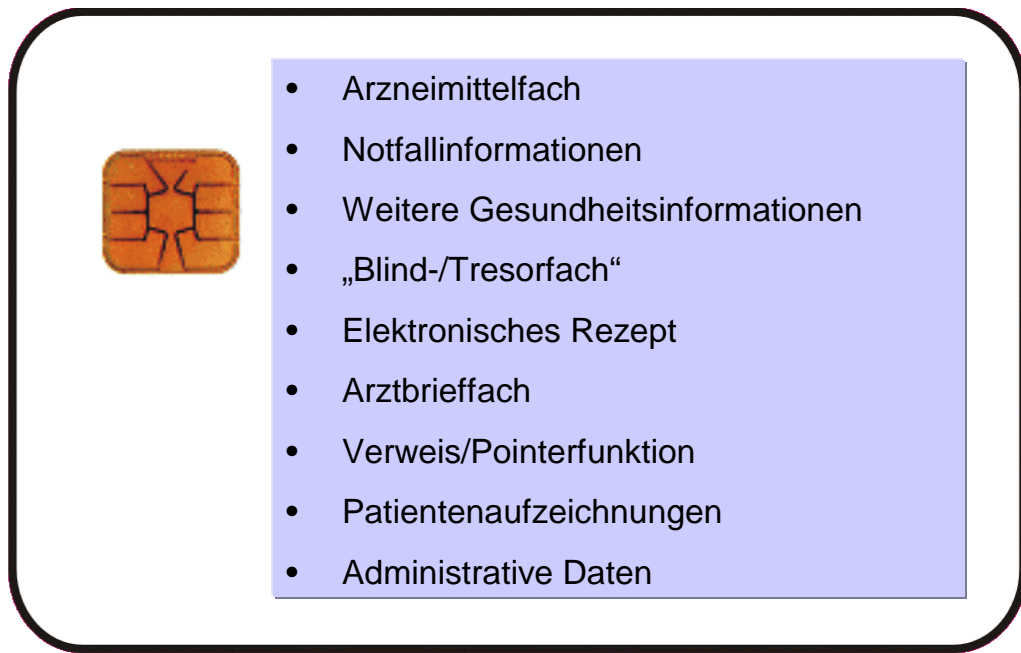 • Arzneimittelfach
• Notfallinformationen
• Weitere Gesundheitsinformationen
• „Blind-/Tresorfach“
• Elektronisches Rezept
• Arztbrieffach
• Verweis/Pointerfunktion
• Patientenaufzeichnungen
• Administrative Daten